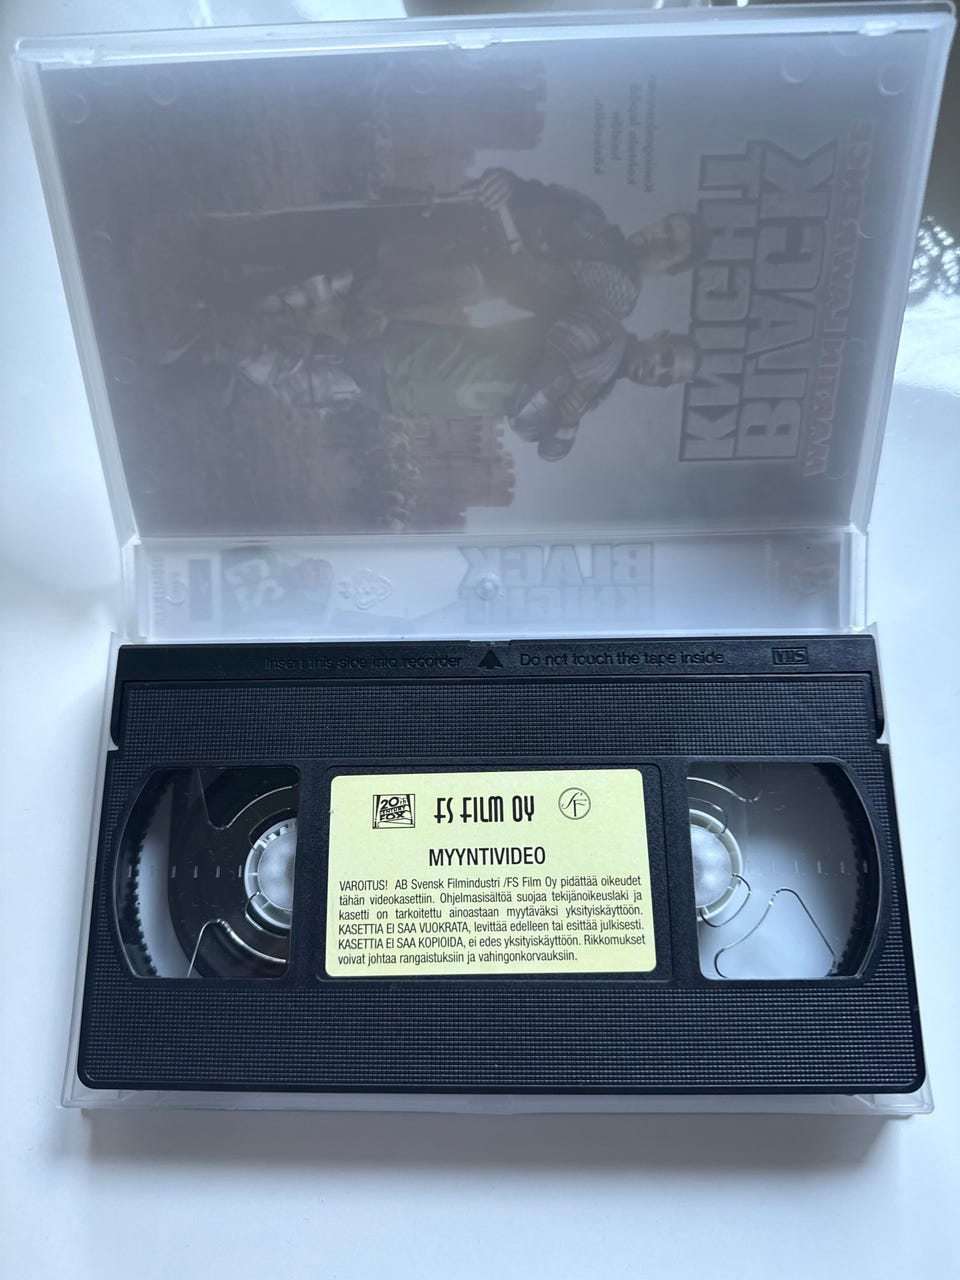 BLACK
KNIGHT
BLACK
KNIGHT
Insert this side into recorder
Do not touch the tape inside
VHS
20TH
CENTURY
FOX
FS FILM OY
SF
MYYNTIVIDEO
VAROITUS! AB Svensk Filmindustri /FS Film Oy pidättää oikeudet
tähän videokasettiin. Ohjelmasisältöä suojaa tekijänoikeuslaki ja
kasetti on tarkoitettu ainoastaan myytäväksi yksityiskäyttöön.
KASETTIA EI SAA VUOKRATA, levittää edelleen tai esittää julkisesti.
KASETTIA EI SAA KOPIOIDA, ei edes yksityiskäyttöön. Rikkomukset
voivat johtaa rangaistuksiin ja vahingonkorvauksiin.